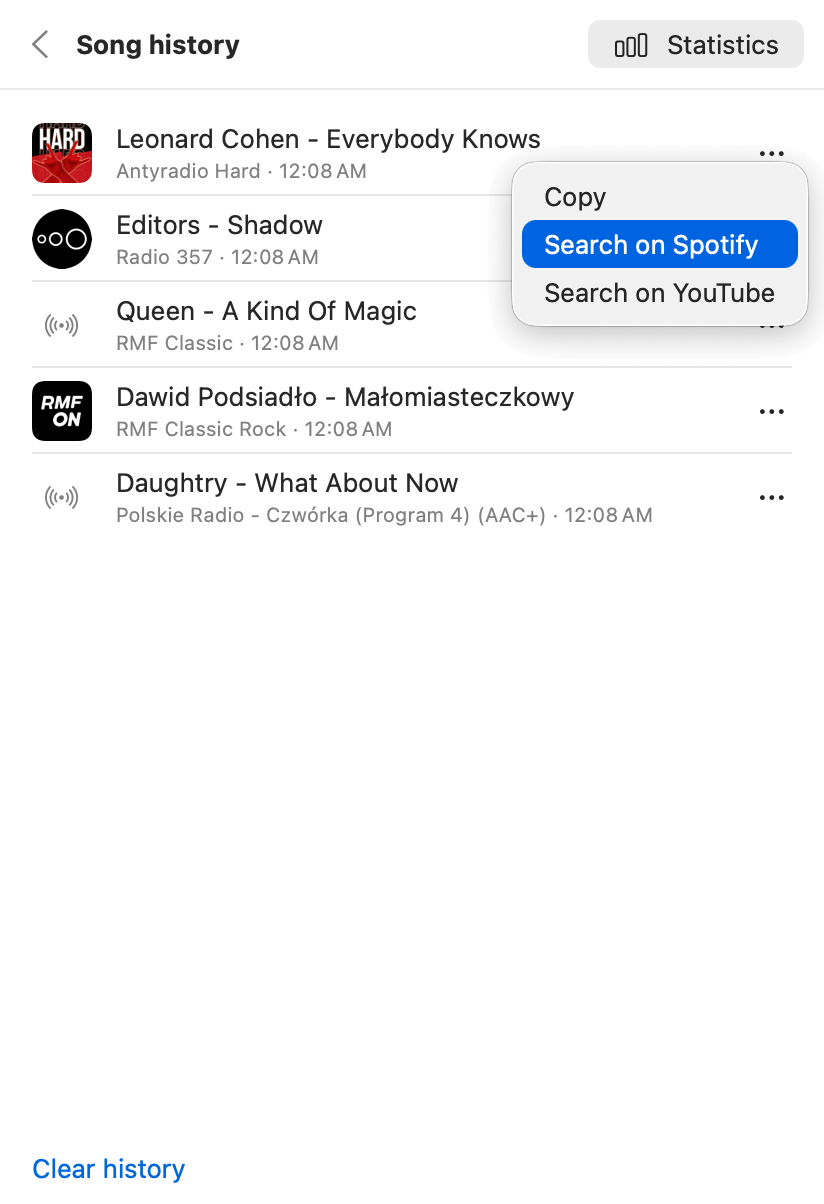 Song history
Statistics
HARD
Leonard Cohen - Everybody Knows
Antyradio Hard · 12:08 AM
Copy
Search on Spotify
Search on YouTube
Editors - Shadow
Radio 357 · 12:08 AM
Queen - A Kind Of Magic
RMF Classic · 12:08 AM
RMF
ON
Dawid Podsiadło - Małomiasteczkowy
RMF Classic Rock · 12:08 AM
Daughtry - What About Now
Polskie Radio - Czwórka (Program 4) (AAC+) · 12:08 AM
Clear history